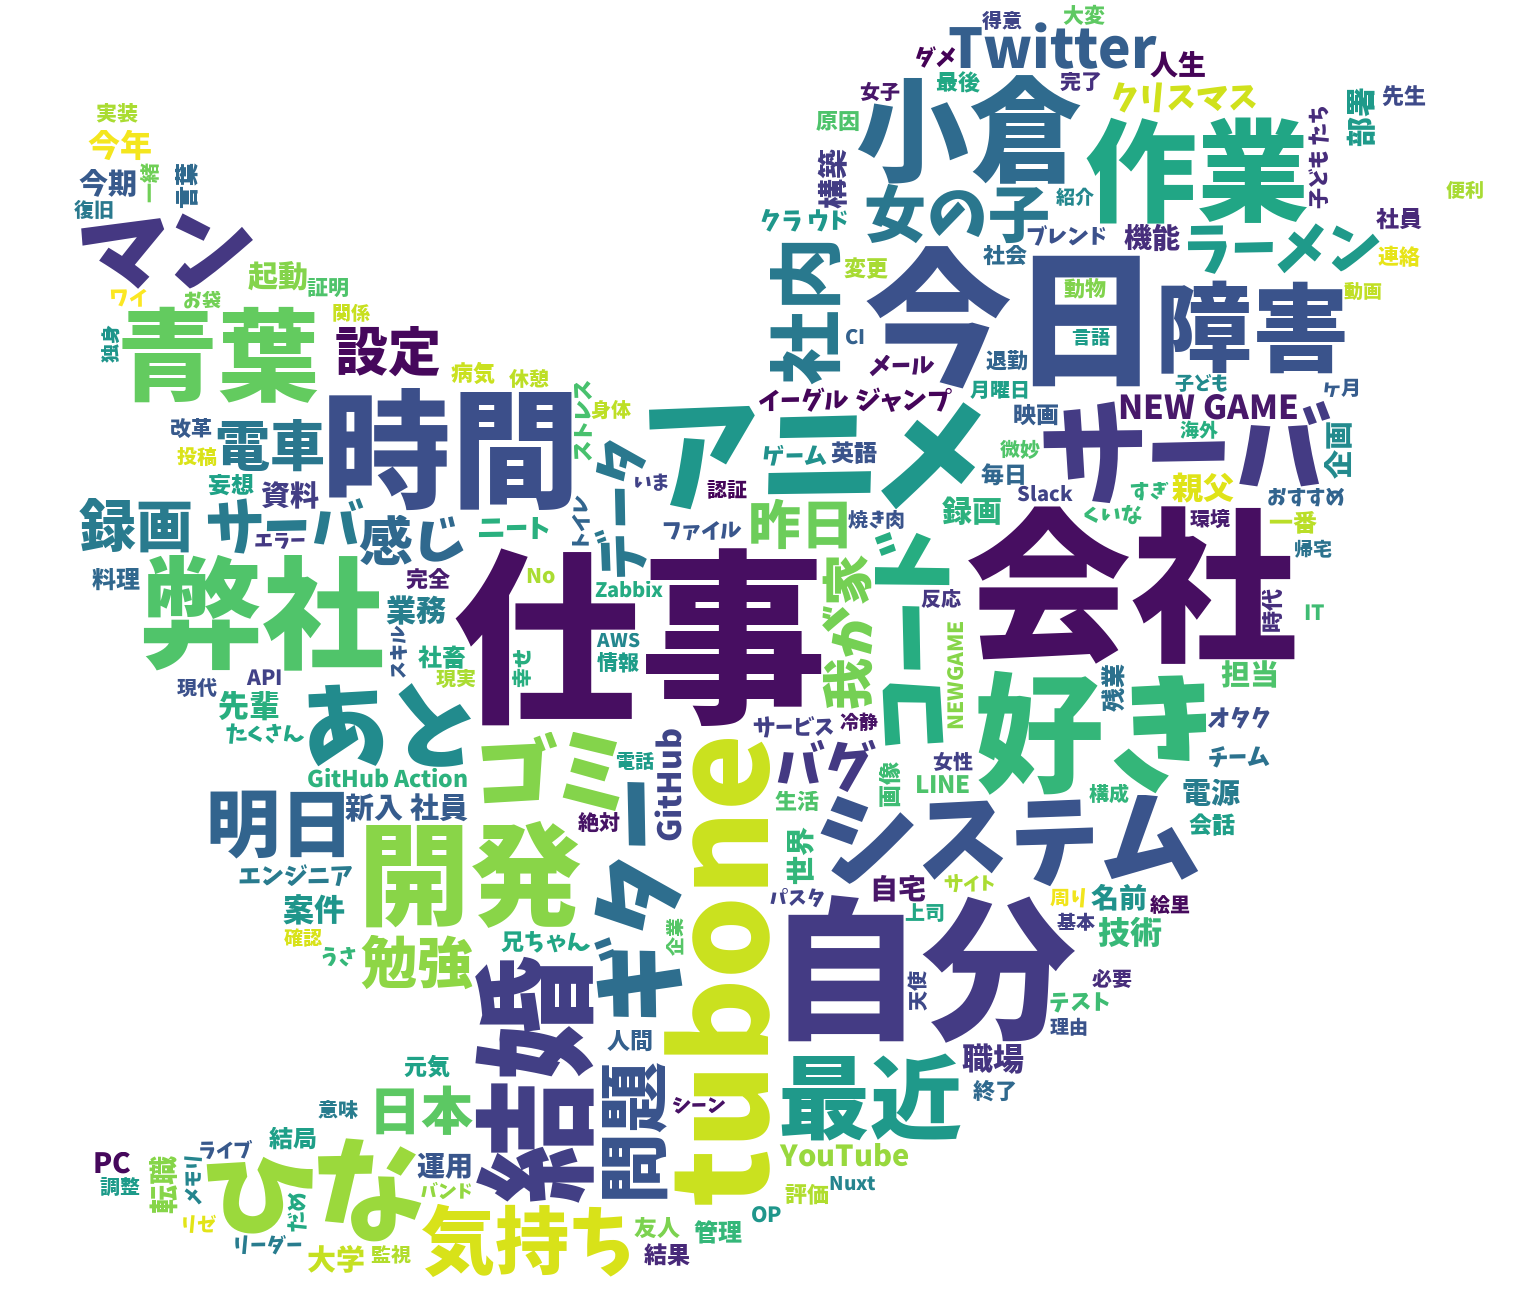 得意
大変
Twitter
ダメ
人生
最後
完了
女子
クリスマス
先生
部署
実装
今年
原因
小倉
作業
子どもたち
今期
一緒
言葉
構築
復旧
女の子
紹介
便利
マン
クラウド
社員
ブレンド
機能
ラーメン
社会
連絡
起動
証明
社内
変更
今日
動物
障害
動画
ワイ
お袋
関係
青葉
独身
設定
CI
言語
メール
退勤
病気
休憩
ストレス
身体
イーグル ジャンプ
月曜日
子ども
ケ月
時間
アニメ
映画
NEW GAME
サーバ
改革
電車
データ
ゲーム
英語
微妙
海外
企画
投稿
いま
妄想
資料
認証
毎日
Slack
すぎ
親父
おすすめ
録画
サーバ
エラー
感じ
ニート
トイレ
ファイル
昨日
焼き肉
録画
くいな
環境
一番
帰宅
料理
弊社
完全
No
仕事
Zabbix
我が家
コード
会社
反応
時代
IT
業務
AWS
情報
スキル
社畜
現実
幸せ
NEWGAME
現代
API
先輩
あと
好き
残業
担当
オタク
たくさん
サービス
冷静
GitHub Action
ゴミ
電話
GitHub
tubone
バグ
女性
チーム
画像
LINE
構成
電源
明日
新入 社員
絶対
生活
システム
会話
開発
ギター
世界
エンジニア
自宅
サイト
パスタ
上司
周り
名前
絵里
案件
基本
技術
確認
うさ
勉強
兄ちゃん
企業
自分
天使
必要
テスト
理由
結婚
人間
職場
終了
元気
問題
最近
意味
日本
シーン
結局
ライブ
PC
調整
転職
メモリ
ひな
運用
バンド
YouTube
評価
Nuxt
リゼ
だめ
リーダー
気持ち
友人
管理
OP
大学
監視
結果